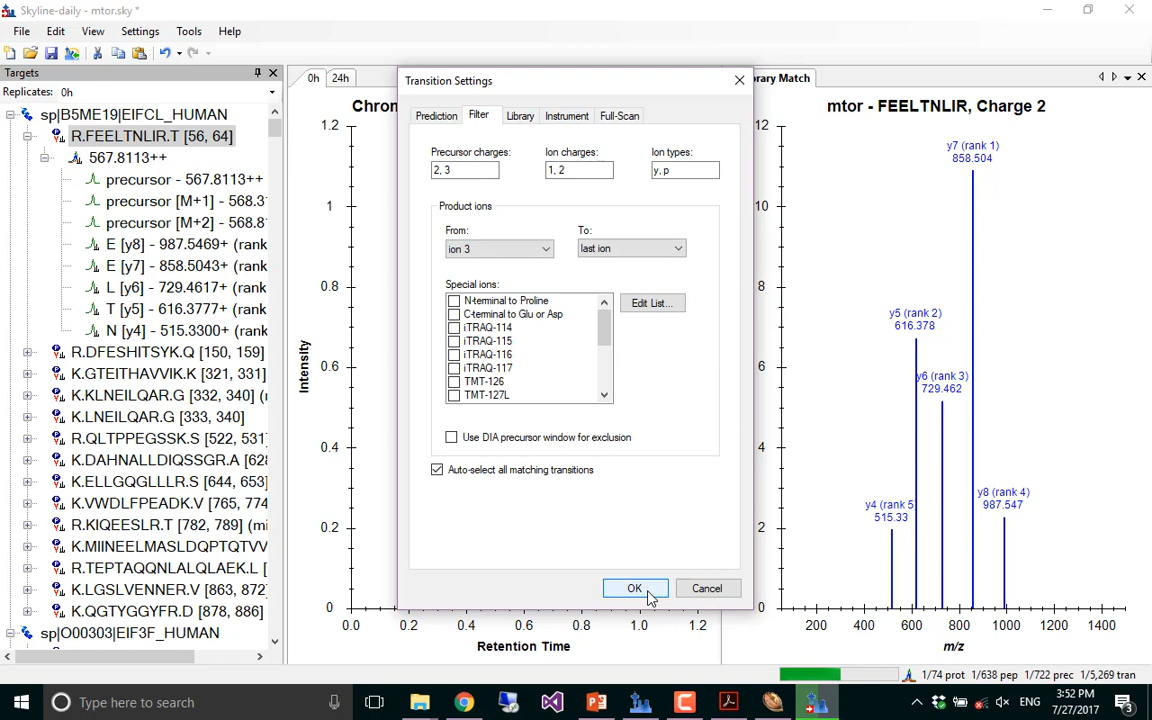 Skyline-daily - mtor.sky *
File Edit View Settings Tools Help
Targets
Replicates: 0h
sp|B5ME19|EIFCL_HUMAN
R.FEELTNLIR.T [56, 64]
567.8113++
precursor - 567.8113++
precursor [M+1] - 568.3
precursor [M+2] - 568.8
E [y8] - 987.5469+ (rank
E [y7] - 858.5043+ (rank
L [y6] - 729.4617+ (rank
T [y5] - 616.3777+ (rank
N [y4] - 515.3300+ (rank
R.DFESHITSYK.Q [150, 159]
K.GTEITHAVVIK.K [321, 331]
K.KLNEILQAR.G [332, 340] (
K.LNEILQAR.G [333, 340]
R.QLTPPEGSSK.S [522, 531]
K.DAHNALLDIQSSGR.A [628
K.ELLGQGLLLR.S [644, 653]
K.VWDLFPEADK.V [765, 774
R.KIQEESLR.T [782, 789] (mi
K.MIINEELMASLDQPTQTVV
R.TEPTAQQNLALQLAEK.L [
K.LGSLVENNER.V [863, 872]
K.QGTYGGYFR.D [878, 886]
sp|O00303|EIF3F_HUMAN
0h 24h
Chron
1.2
1
0.8
0.6
0.4
0.2
0
Intensity
0.0 0.2 0.4 0.6 0.8 1.0 1.2
Retention Time
Transition Settings
Prediction Filter Library Instrument Full-Scan
Precursor charges: Ion charges: Ion types:
2, 3 1, 2 y, p
Product ions
From: To:
ion 3 last ion
Special ions:
N-terminal to Proline
C-terminal to Glu or Asp
iTRAQ-114
iTRAQ-115
iTRAQ-116
iTRAQ-117
TMT-126
TMT-127L
Edit List...
Use DIA precursor window for exclusion
Auto-select all matching transitions
OK Cancel
rary Match
mtor - FEELTNLIR, Charge 2
12
10
8
6
4
2
0
y7 (rank 1)
858.504
y5 (rank 2)
616.378
y6 (rank 3)
729.462
y4 (rank 5
515.33
y8 (rank 4)
987.547
200 400 600 800 1000 1200 1400
m/z
1/74 prot 1/638 pep 1/722 prec 1/5,269 tran
Type here to search
ENG
3:52 PM
7/27/2017
3